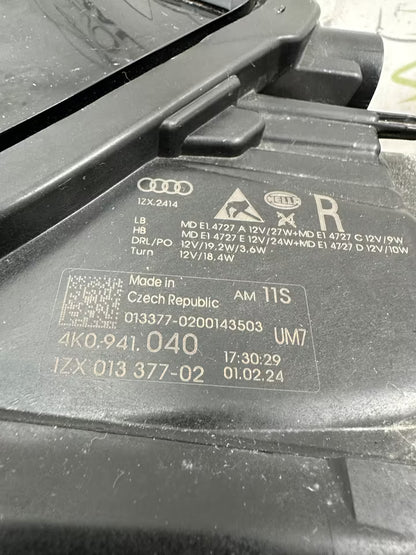 1ZX.2414
HELLA
R
LB MD E1 4727 A 12V/27W+MD E1 4727 C 12V/9W
HB MD E1 4727 E 12V/24W+MD E1 4727 D 12V/10W
DRL/PO 12V/19,2W/3,6W
Turn 12V/18,4W
Made in
Czech Republic AM 11S
013377-0200143503
4K0.941.040 UM7
17:30:29
1ZX 013 377-02 01.02.24